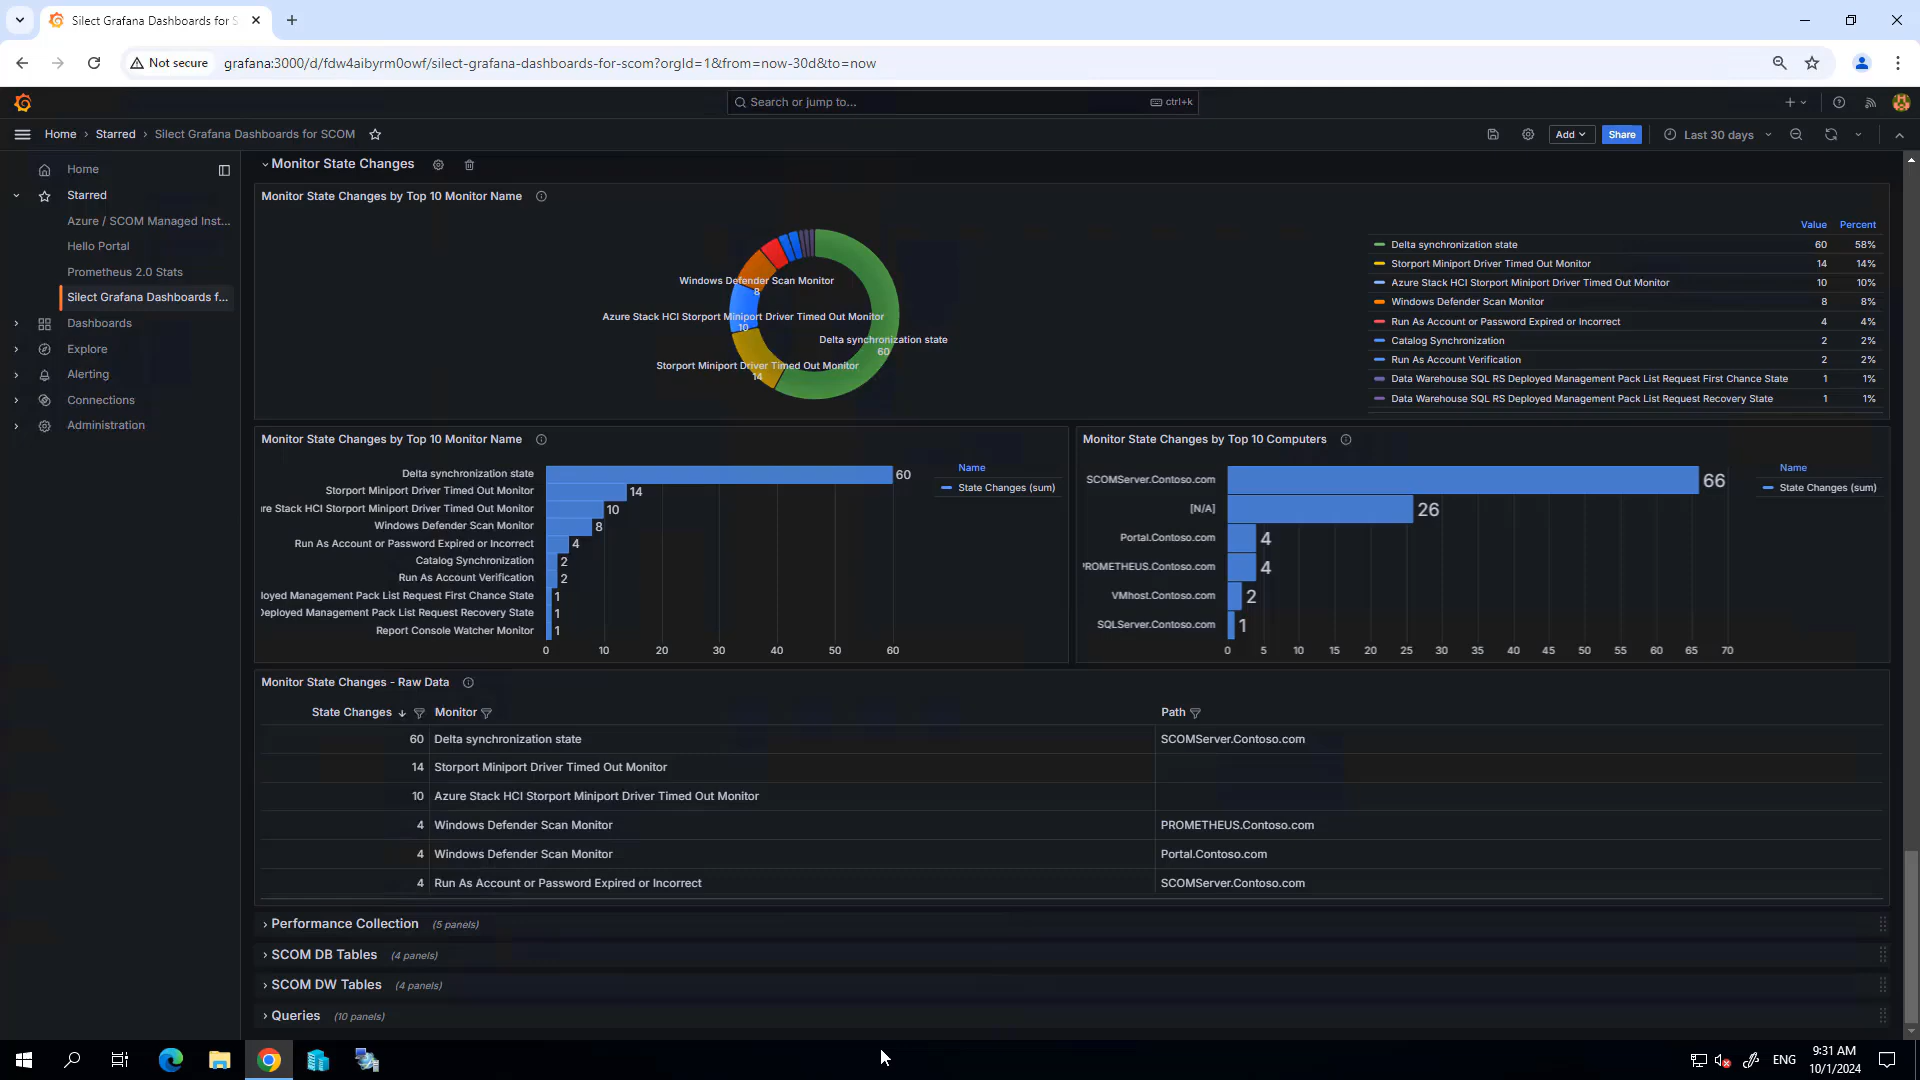 Silect Grafana Dashboards for S
Not secure
grafana:3000/d/fdw4aibyrm0owf/silect-grafana-dashboards-for-scom?orgId=1&from=now-30d&to=now
Search or jump to...
ctrl+k
Home › Starred › Silect Grafana Dashboards for SCOM
Add
Share
Last 30 days
Home
Starred
Azure / SCOM Managed Inst...
Hello Portal
Prometheus 2.0 Stats
Silect Grafana Dashboards f...
Dashboards
Explore
Alerting
Connections
Administration
Monitor State Changes
Monitor State Changes by Top 10 Monitor Name
Windows Defender Scan Monitor
8
Azure Stack HCI Storport Miniport Driver Timed Out Monitor
10
Delta synchronization state
60
Storport Miniport Driver Timed Out Monitor
14
Value Percent
Delta synchronization state 60 58%
Storport Miniport Driver Timed Out Monitor 14 14%
Azure Stack HCI Storport Miniport Driver Timed Out Monitor 10 10%
Windows Defender Scan Monitor 8 8%
Run As Account or Password Expired or Incorrect 4 4%
Catalog Synchronization 2 2%
Run As Account Verification 2 2%
Data Warehouse SQL RS Deployed Management Pack List Request First Chance State 1 1%
Data Warehouse SQL RS Deployed Management Pack List Request Recovery State 1 1%
Monitor State Changes by Top 10 Monitor Name
Delta synchronization state 60
Storport Miniport Driver Timed Out Monitor 14
re Stack HCI Storport Miniport Driver Timed Out Monitor 10
Windows Defender Scan Monitor 8
Run As Account or Password Expired or Incorrect 4
Catalog Synchronization 2
Run As Account Verification 2
loyed Management Pack List Request First Chance State 1
Deployed Management Pack List Request Recovery State 1
Report Console Watcher Monitor 1
0 10 20 30 40 50 60
Name
State Changes (sum)
Monitor State Changes by Top 10 Computers
SCOMServer.Contoso.com 66
[N/A] 26
Portal.Contoso.com 4
PROMETHEUS.Contoso.com 4
VMhost.Contoso.com 2
SQLServer.Contoso.com 1
0 5 10 15 20 25 30 35 40 45 50 55 60 65 70
Name
State Changes (sum)
Monitor State Changes - Raw Data
State Changes Monitor Path
60 Delta synchronization state SCOMServer.Contoso.com
14 Storport Miniport Driver Timed Out Monitor
10 Azure Stack HCI Storport Miniport Driver Timed Out Monitor
4 Windows Defender Scan Monitor PROMETHEUS.Contoso.com
4 Windows Defender Scan Monitor Portal.Contoso.com
4 Run As Account or Password Expired or Incorrect SCOMServer.Contoso.com
Performance Collection (5 panels)
SCOM DB Tables (4 panels)
SCOM DW Tables (4 panels)
Queries (10 panels)
ENG
9:31 AM
10/1/2024